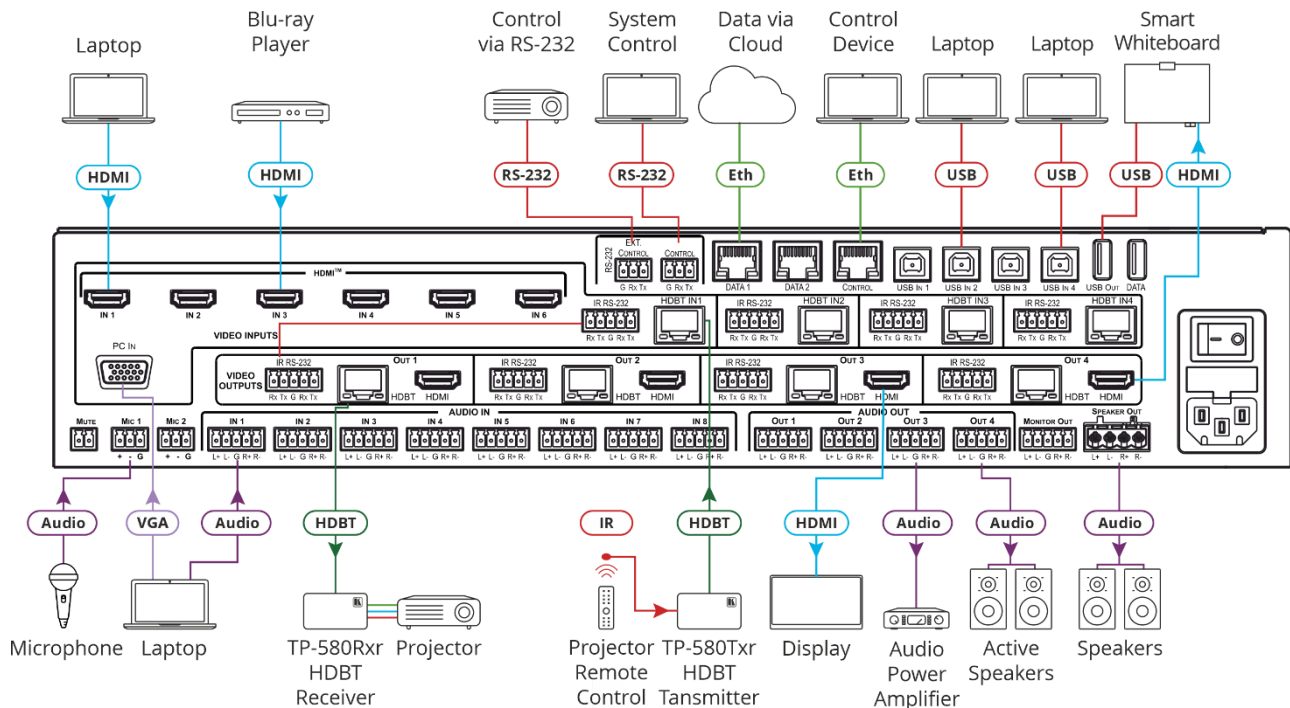 Laptop
Blu-ray
Player
Control
via RS-232
System
Control
Data via
Cloud
Control
Device
Laptop
Laptop
Smart
Whiteboard
HDMI
HDMI
RS-232
RS-232
Eth
Eth
USB
USB
USB
HDMI
RS-232
EXT.
CONTROL
G Rx Tx
CONTROL
G Rx Tx
DATA 1
DATA 2
CONTROL
USB IN 1
USB IN 2
USB IN 3
USB IN 4
USB OUT
DATA
HDMI™
IN 1
IN 2
IN 3
IN 4
IN 5
IN 6
VIDEO INPUTS
IR RS-232
Rx Tx G Rx Tx
HDBT IN1
IR RS-232
Rx Tx G Rx Tx
HDBT IN2
IR RS-232
Rx Tx G Rx Tx
HDBT IN3
IR RS-232
Rx Tx G Rx Tx
HDBT IN4
PC IN
VIDEO
OUTPUTS
IR RS-232
Rx Tx G Rx Tx
OUT 1
HDBT
HDMI
IR RS-232
Rx Tx G Rx Tx
OUT 2
HDBT
HDMI
IR RS-232
Rx Tx G Rx Tx
OUT 3
HDBT
HDMI
IR RS-232
Rx Tx G Rx Tx
OUT 4
HDBT
HDMI
MUTE
MIC 1
+ - G
MIC 2
+ - G
AUDIO IN
IN 1
L+ L- G R+ R-
IN 2
L+ L- G R+ R-
IN 3
L+ L- G R+ R-
IN 4
L+ L- G R+ R-
IN 5
L+ L- G R+ R-
IN 6
L+ L- G R+ R-
IN 7
L+ L- G R+ R-
IN 8
L+ L- G R+ R-
AUDIO OUT
OUT 1
L+ L- G R+ R-
OUT 2
L+ L- G R+ R-
OUT 3
L+ L- G R+ R-
OUT 4
L+ L- G R+ R-
MONITOR OUT
L+ L- G R+ R-
SPEAKER OUT
L+ L- R+ R-
Audio
VGA
Audio
HDBT
IR
HDBT
HDMI
Audio
Audio
Audio
Microphone
Laptop
TP-580Rxr
HDBT
Receiver
Projector
Projector
Remote
Control
TP-580Txr
HDBT
Tansmitter
Display
Audio
Power
Amplifier
Active
Speakers
Speakers